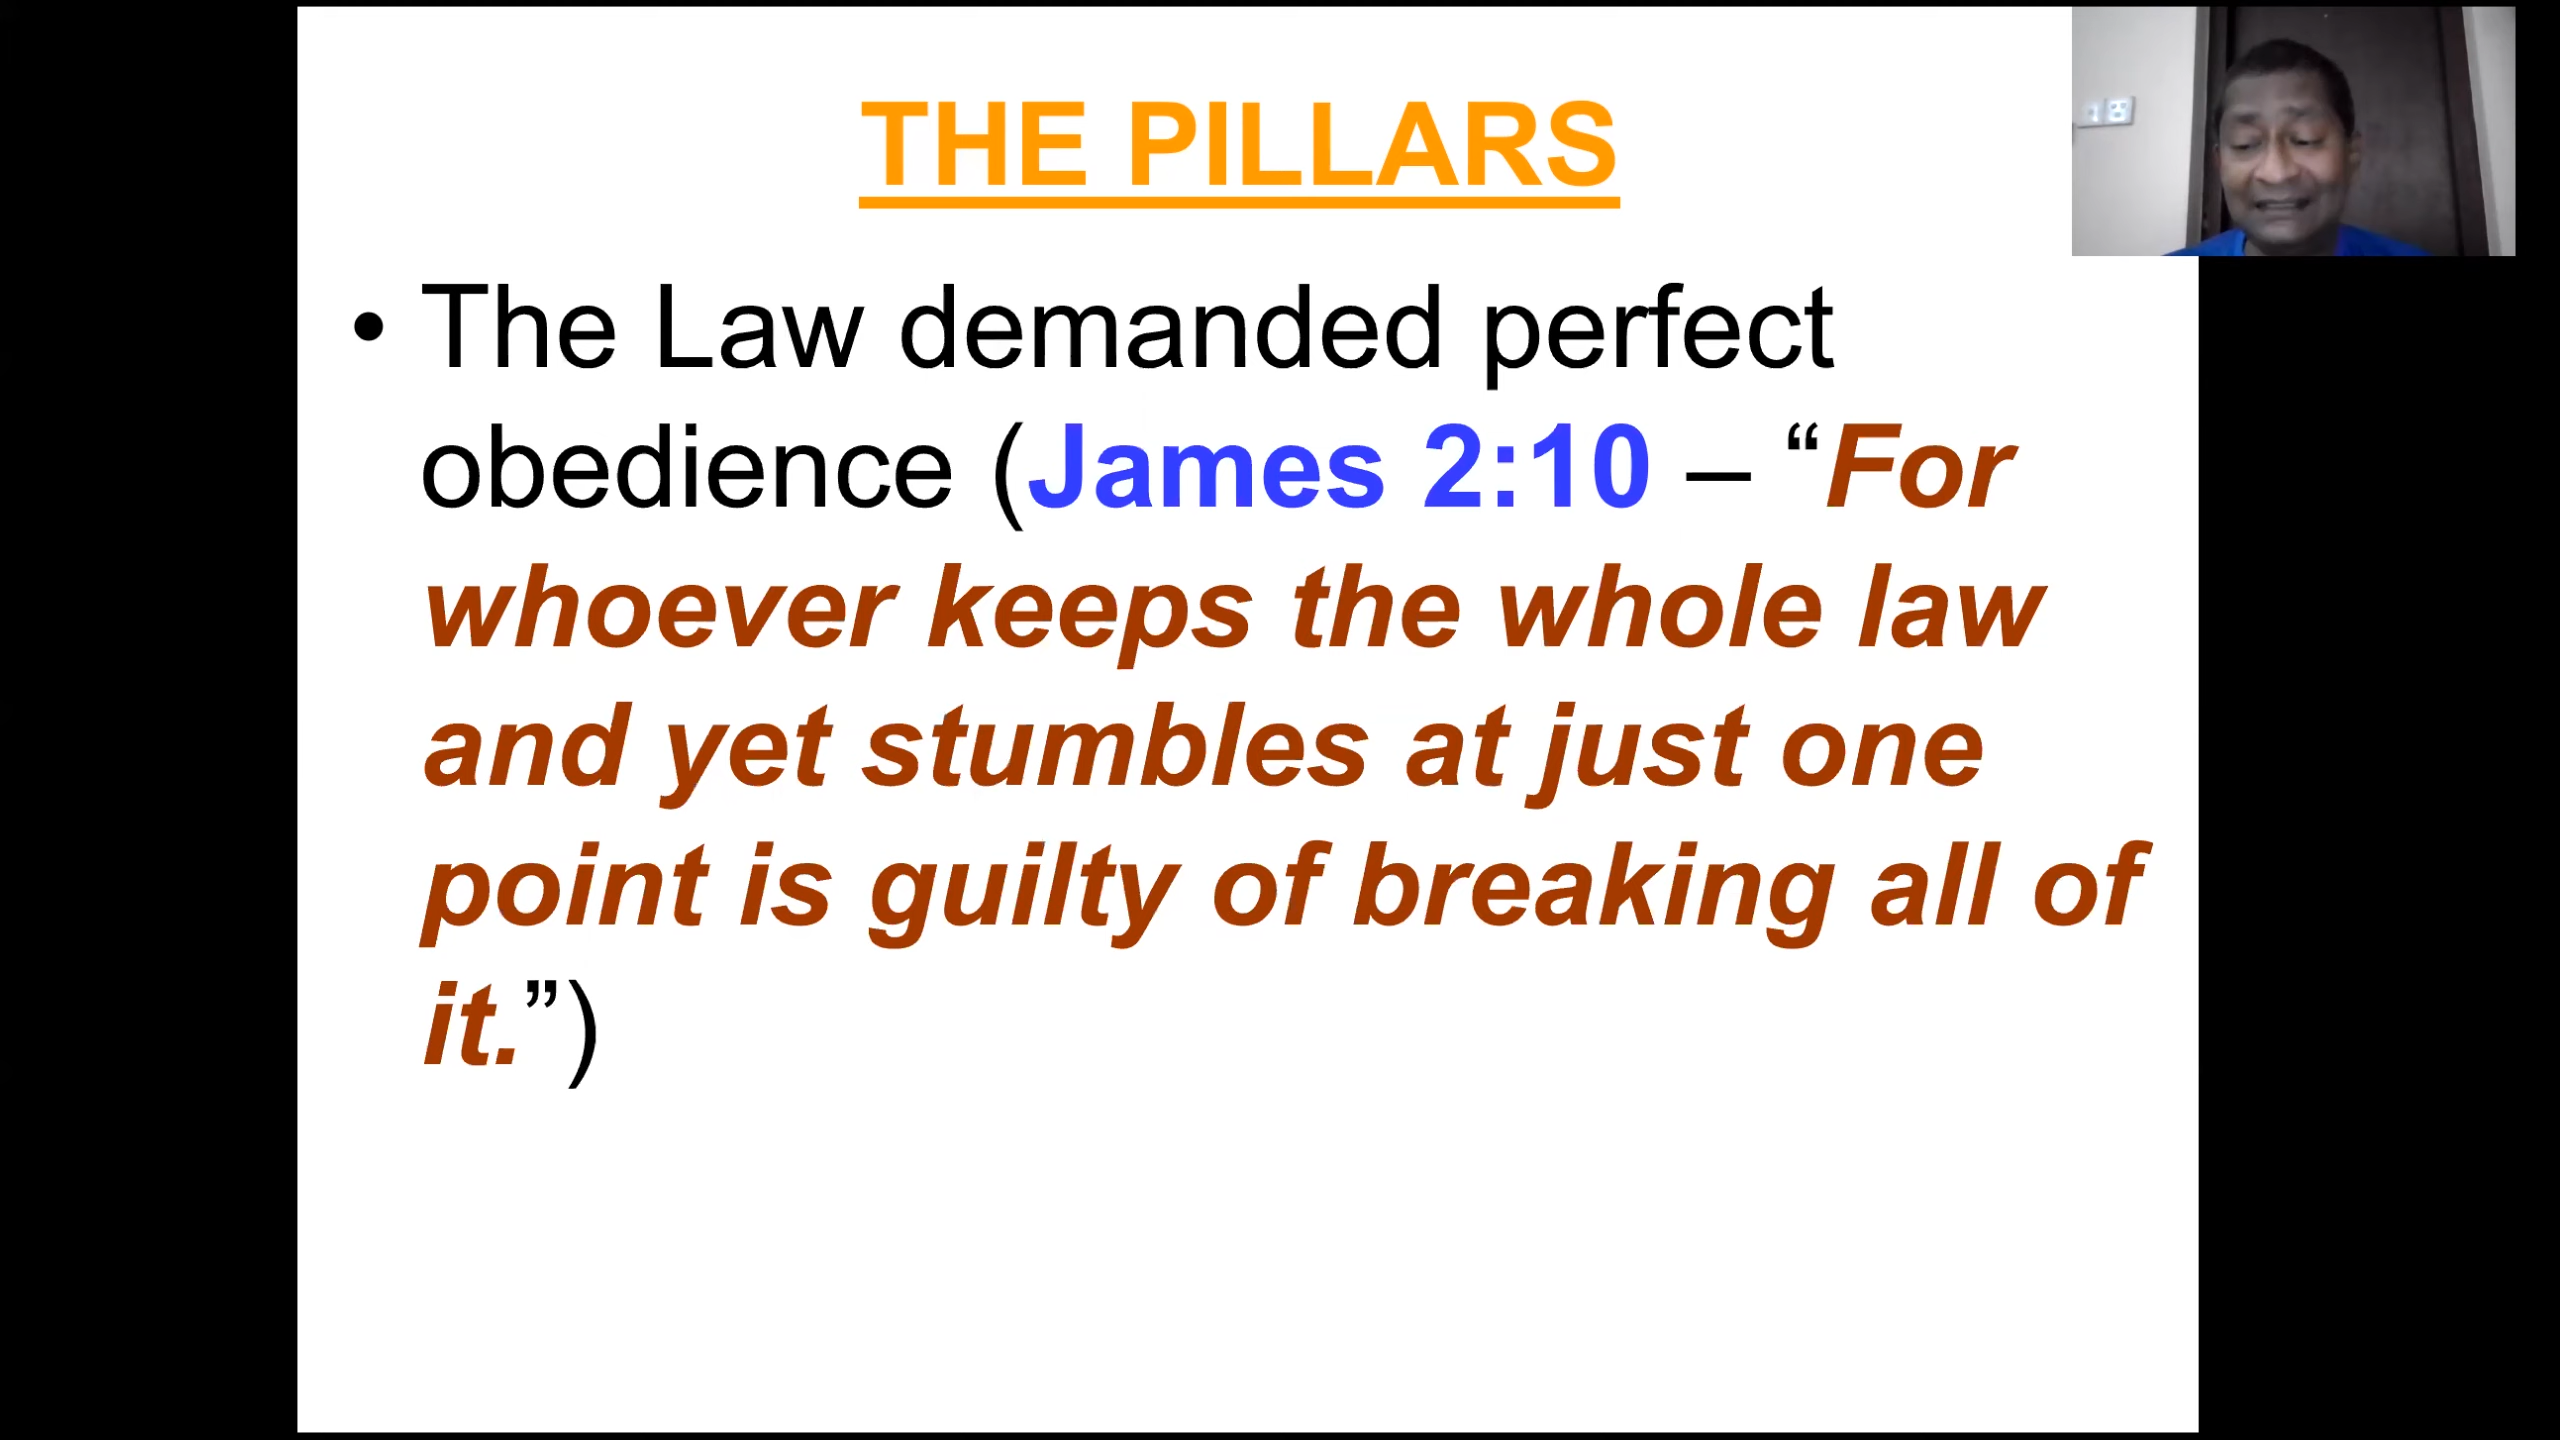 THE PILLARS
• The Law demanded perfect
obedience (James 2:10 – “For
whoever keeps the whole law
and yet stumbles at just one
point is guilty of breaking all of
it.”)